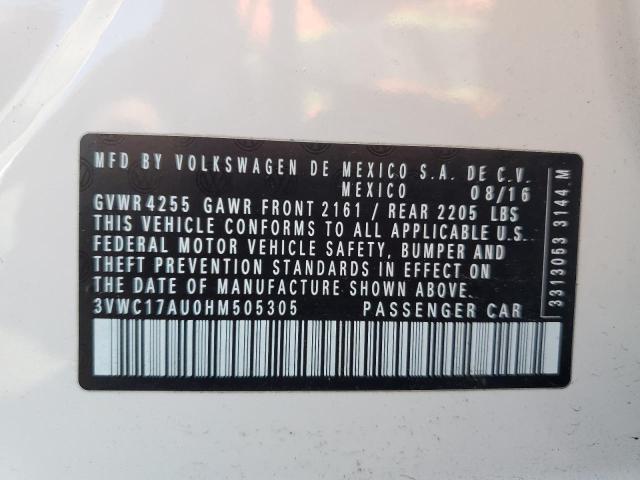 MFD BY VOLKSWAGEN DE MEXICO S.A. DE C.V.
MEXICO 08/16
GVWR 4255 GAWR FRONT 2161 / REAR 2205 LBS
THIS VEHICLE CONFORMS TO ALL APPLICABLE U.S.
FEDERAL MOTOR VEHICLE SAFETY, BUMPER AND
THEFT PREVENTION STANDARDS IN EFFECT ON
THE DATE OF MANUFACTURE SHOWN ABOVE.
3VWC17AU0HM505305 PASSENGER CAR
3313053 3144 M